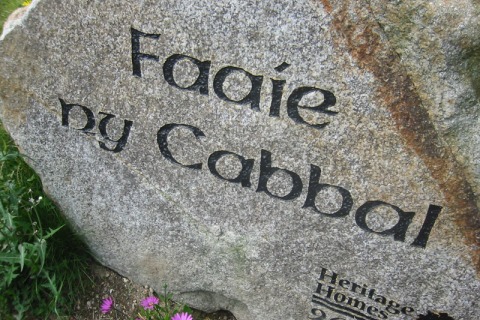 Faaie
ny Cabbal
Heritage
Homes